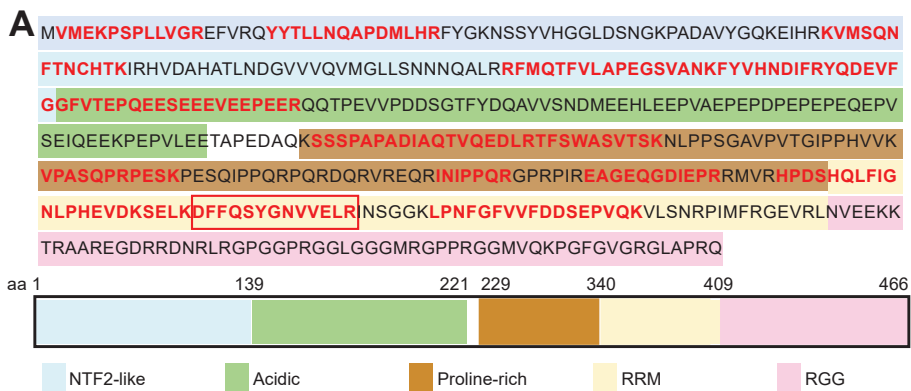 A
MVMEKPSPLLVGREFVRQYYTLLNQAPDMLHRFYGKNSSYVHGGLDSNGKPADAVYGQKEIHRKVMSQN
FTNCHTKIRHVDAHATLNDGVVVQVMGLLSNNNQALRRFMQTFVLAPEGSVANKFYVHNDIFRYQDEVF
GGFVTEPQEESEEEVEEPEERQQTPEVVPDDSGTFYDQAVVSNDMEEHLEEPVAEPEPDPEPEPEQEPV
SEIQEEKPEPVLEETAPEDAQKSSSPAPADIAQTVQEDLRTFSWASVTSKNLPPSGAVPVTGIPPHVVK
VPASQPRPESKPESQIPPQRPQRDQRVREQRINIPPQRGPRPIREAGEQGDIEPRRMVRHPDSHQLFIG
NLPHEVDKSELKDFFQSYGNVVELRINSGGKLPNFGFVVFDDSEPVQKVLSNRPIMFRGEVRLNVEEKK
TRAAREGDRRDNRLRGPGGPRGGLGGGMRGPPRGGMVQKPGFGVGRGLAPRQ
aa 1 139 221 229 340 409 466
NTF2-like Acidic Proline-rich RRM RGG